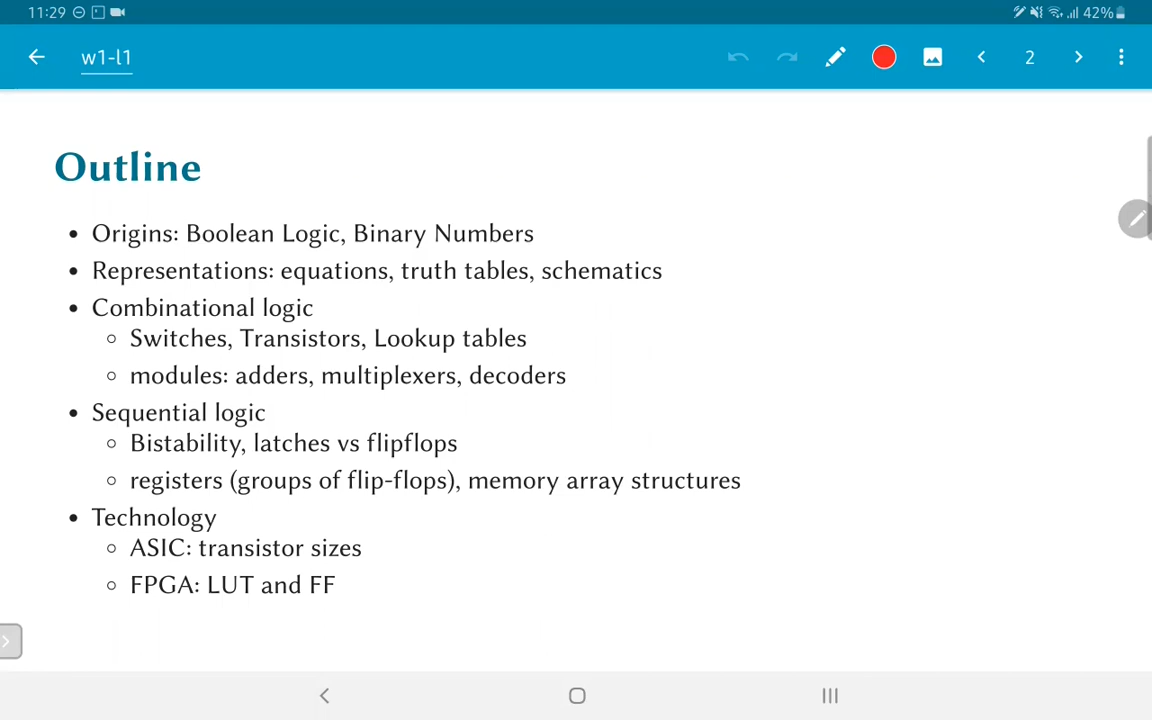 11:29 42%
w1-l1 2
Outline
• Origins: Boolean Logic, Binary Numbers
• Representations: equations, truth tables, schematics
• Combinational logic
◦ Switches, Transistors, Lookup tables
◦ modules: adders, multiplexers, decoders
• Sequential logic
◦ Bistability, latches vs flipflops
◦ registers (groups of flip-flops), memory array structures
• Technology
◦ ASIC: transistor sizes
◦ FPGA: LUT and FF